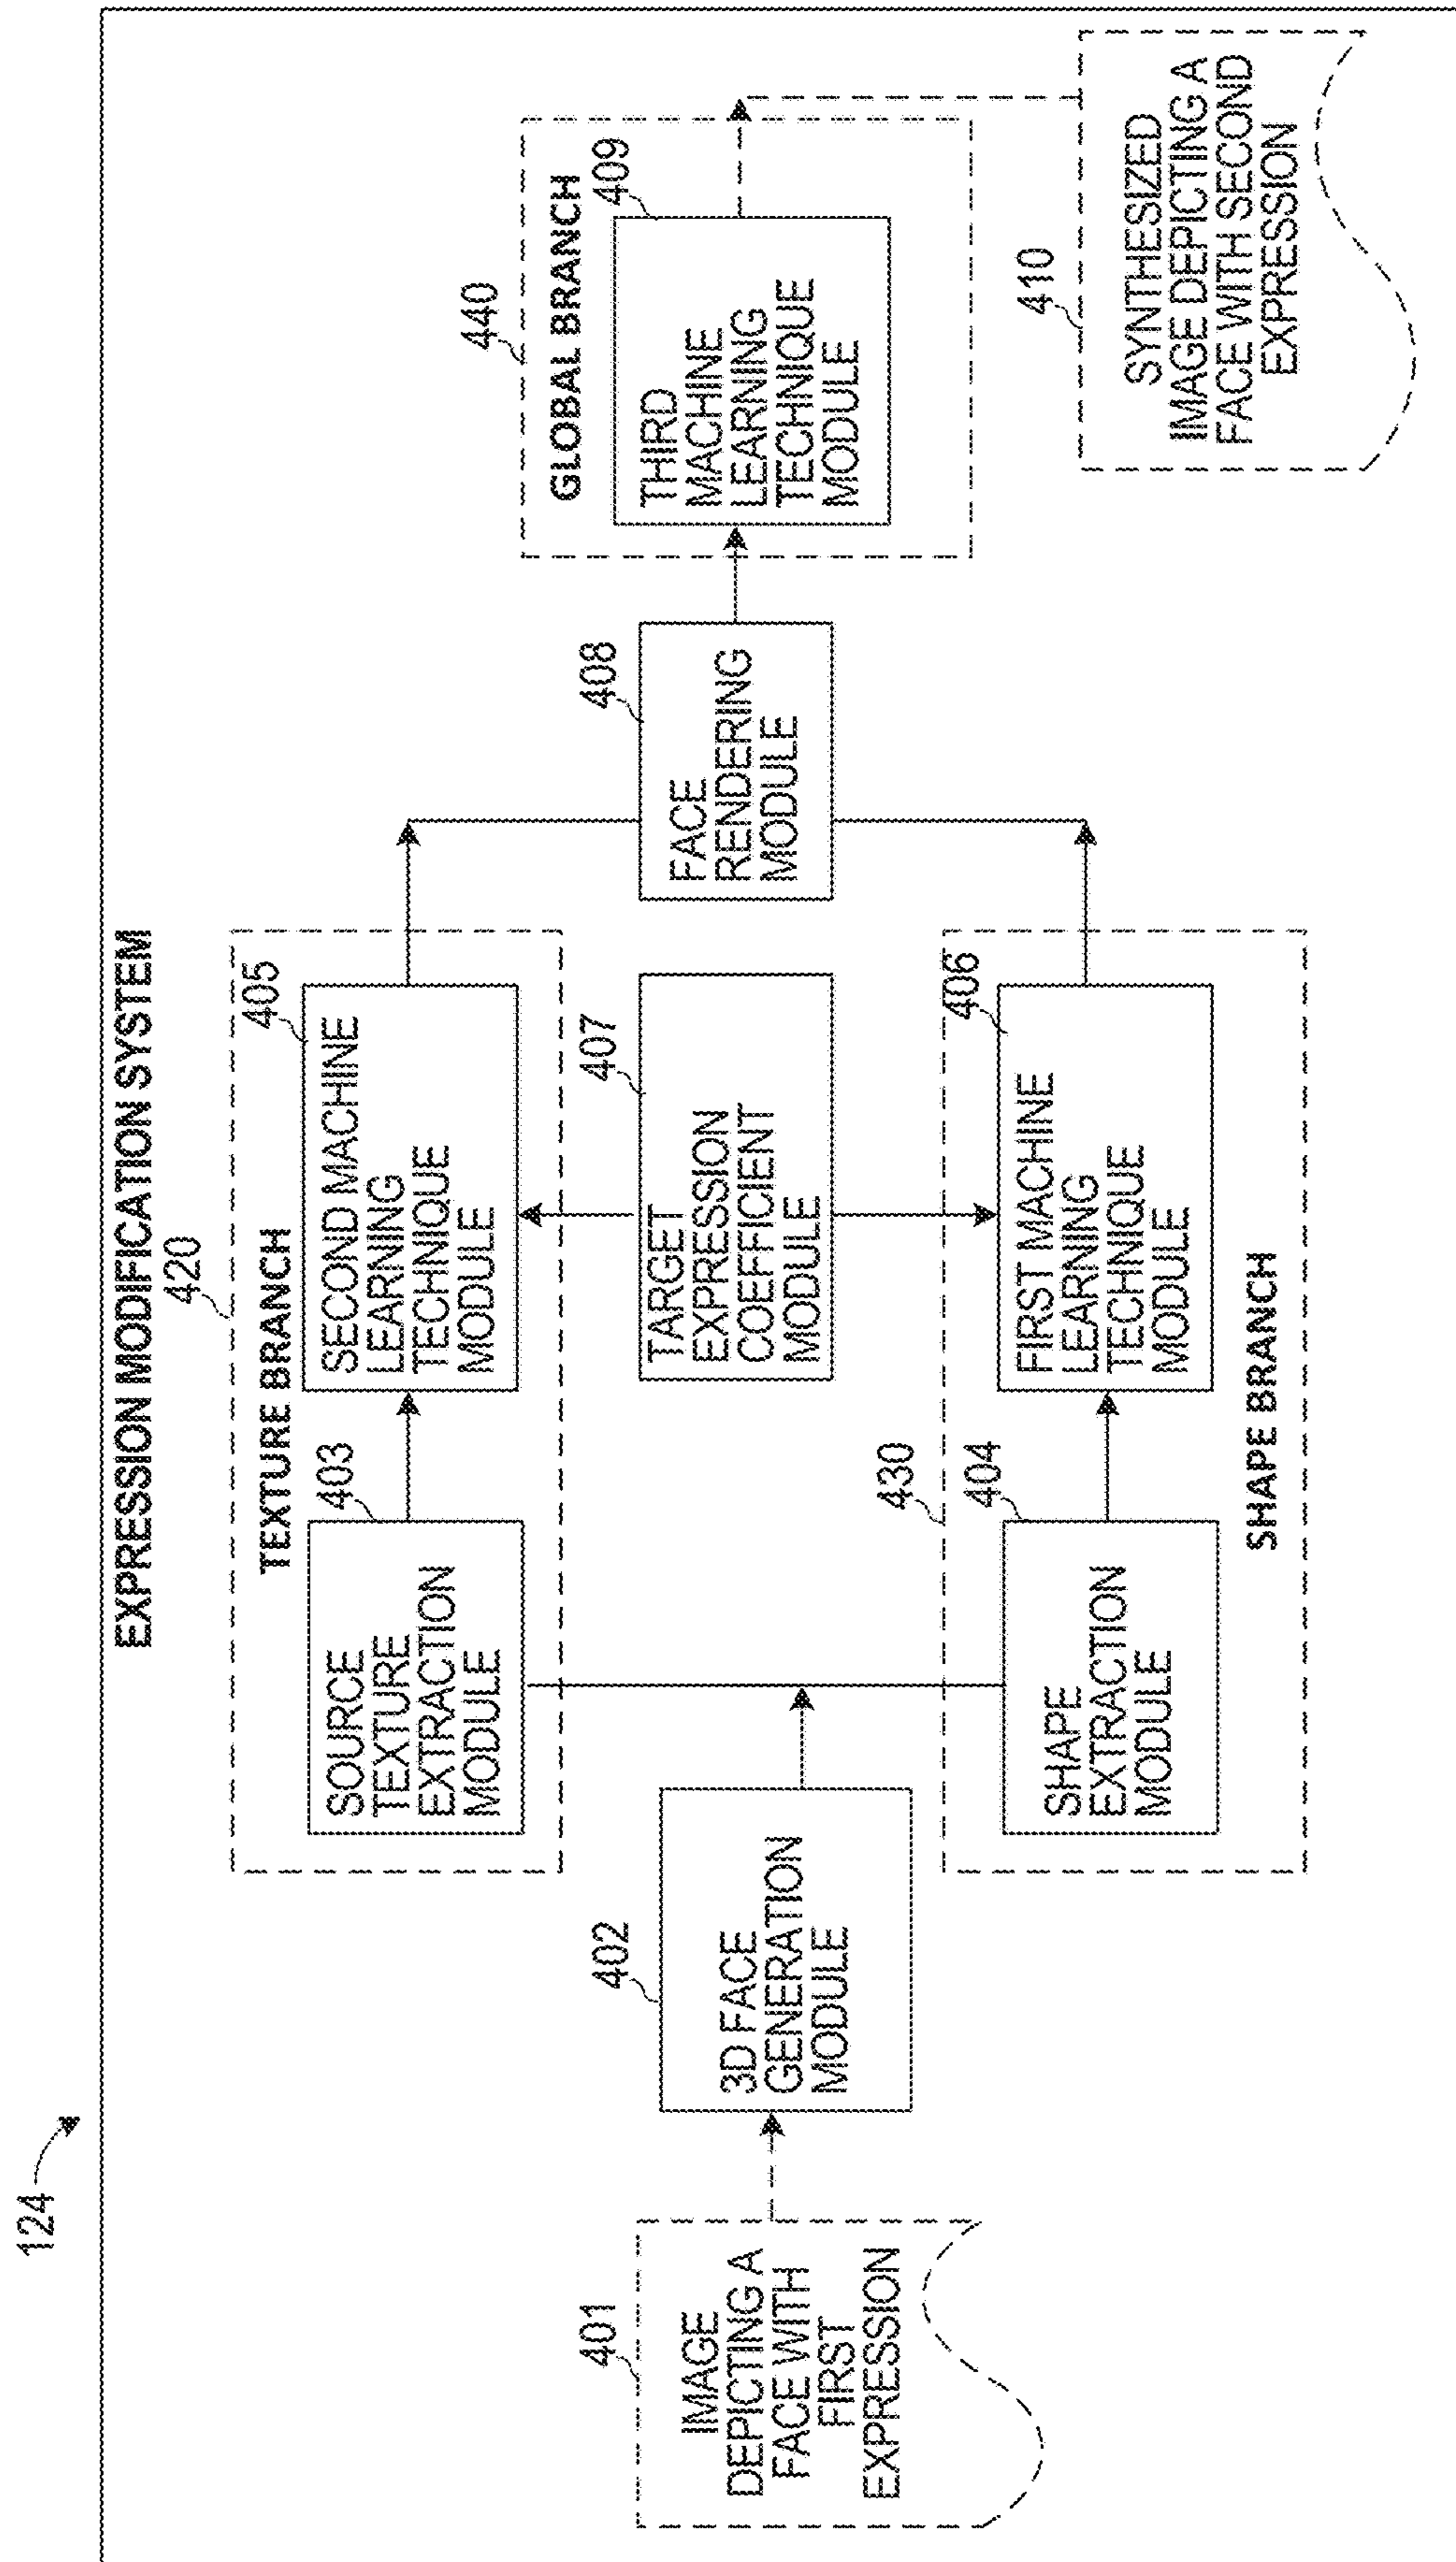 124
EXPRESSION MODIFICATION SYSTEM
401
IMAGE
DEPICTING A
FACE WITH
FIRST
EXPRESSION
402
3D FACE
GENERATION
MODULE
420
TEXTURE BRANCH
403
SOURCE
TEXTURE
EXTRACTION
MODULE
405
SECOND MACHINE
LEARNING
TECHNIQUE
MODULE
407
TARGET
EXPRESSION
COEFFICIENT
MODULE
430
404
SHAPE
EXTRACTION
MODULE
406
FIRST MACHINE
LEARNING
TECHNIQUE
MODULE
SHAPE BRANCH
408
FACE
RENDERING
MODULE
440
GLOBAL BRANCH
409
THIRD
MACHINE
LEARNING
TECHNIQUE
MODULE
410
SYNTHESIZED
IMAGE DEPICTING A
FACE WITH SECOND
EXPRESSION